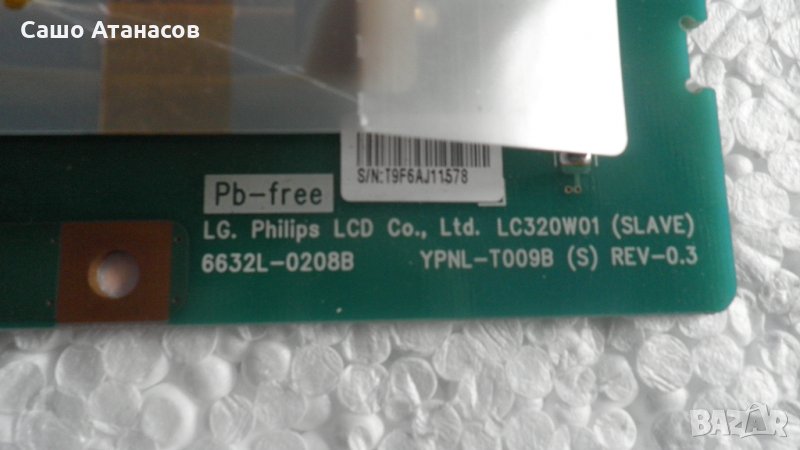 Сашо Атанасов
S/N:T9F6AJ11578
Pb-free
LG. Philips LCD Co., Ltd. LC320W01 (SLAVE)
6632L-0208B YPNL-T009B (S) REV-0.3
BAZAR